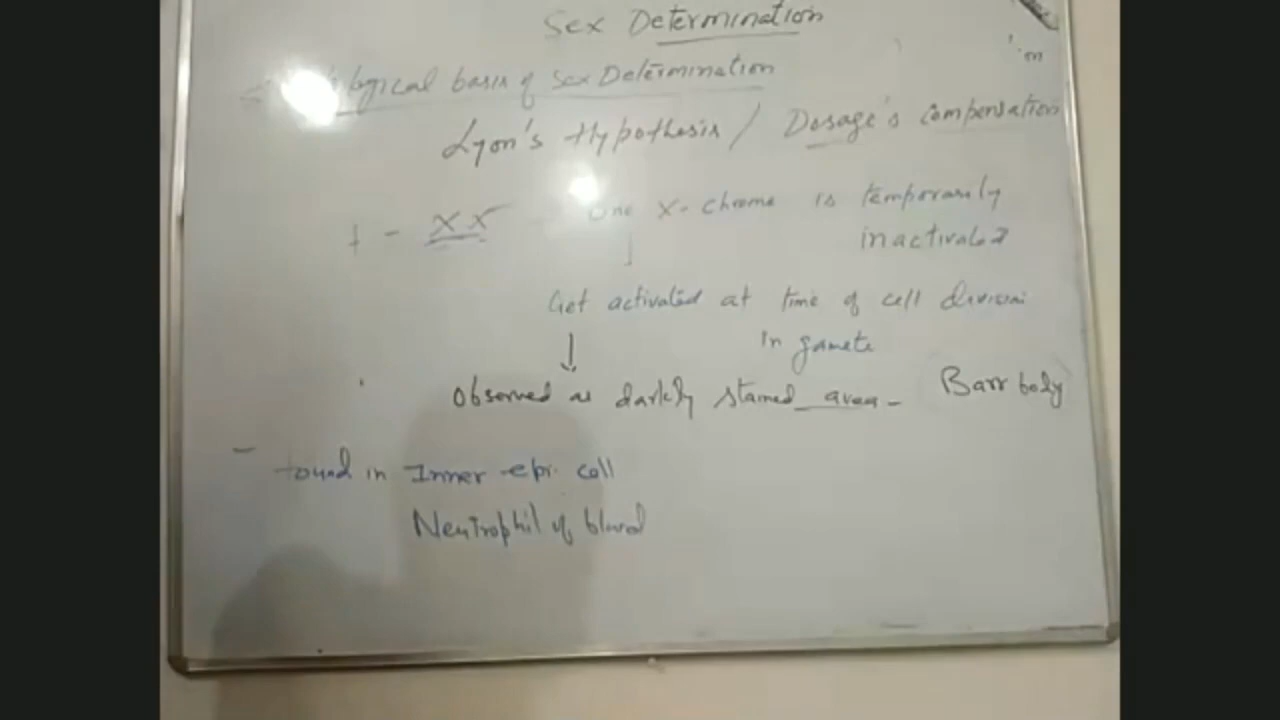 Sex Determination
logical basis of Sex Determination
Lyon's Hypothesis / Dosage's compensation
- XX One X-chrome is temporarily
inactivated
Get activated at time of cell division
In gamete
Observed as darkly stained area - Barr body
- found in Inner epi. cell
Neutrophil of blood